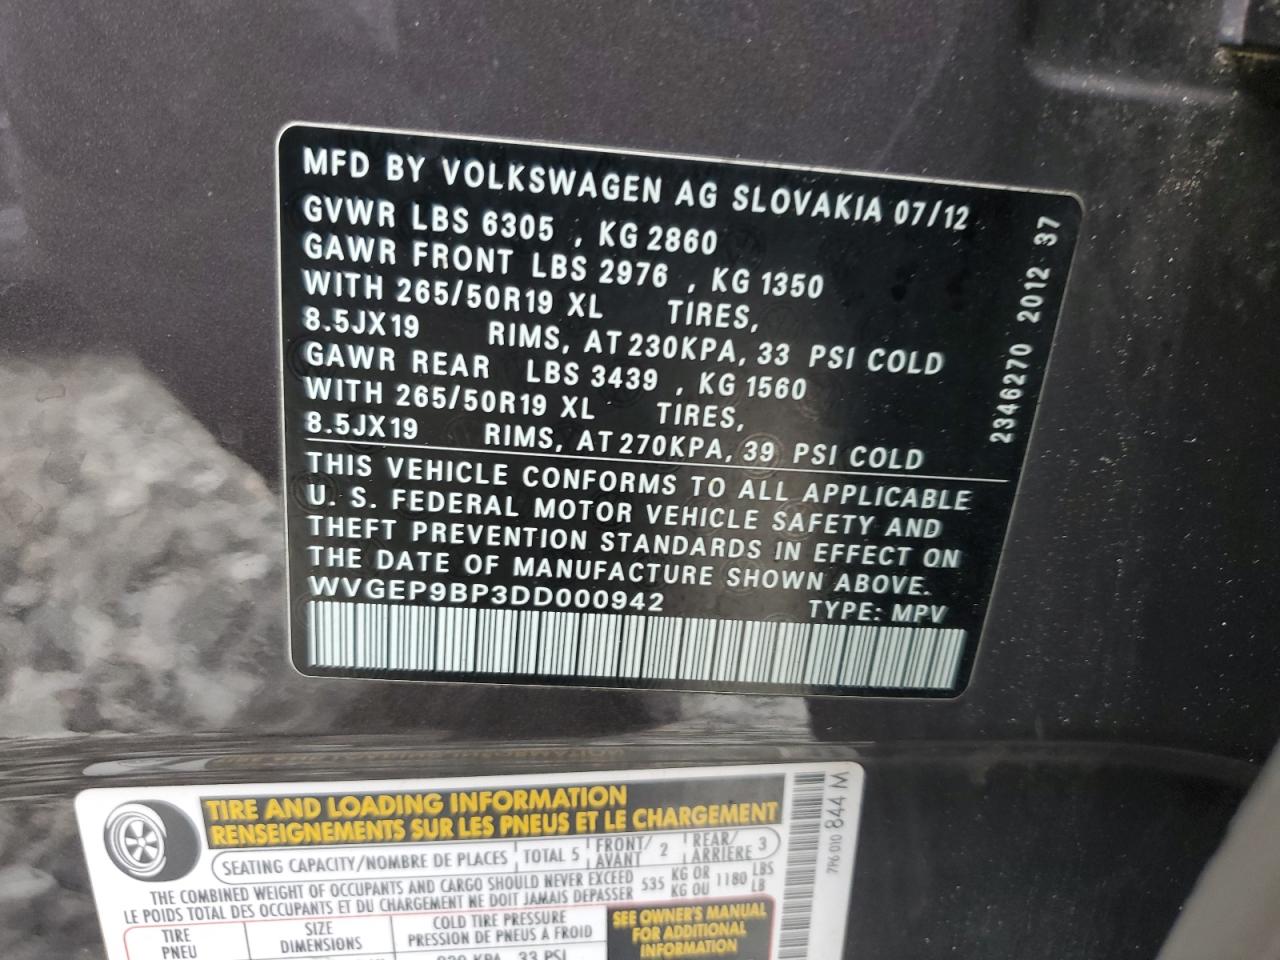 MFD BY VOLKSWAGEN AG SLOVAKIA 07/12
GVWR LBS 6305 , KG 2860
GAWR FRONT LBS 2976 , KG 1350
WITH 265/50R19 XL TIRES,
8.5JX19 RIMS, AT 230KPA, 33 PSI COLD
GAWR REAR LBS 3439 , KG 1560
WITH 265/50R19 XL TIRES,
8.5JX19 RIMS, AT 270KPA, 39 PSI COLD
THIS VEHICLE CONFORMS TO ALL APPLICABLE
U. S. FEDERAL MOTOR VEHICLE SAFETY AND
THEFT PREVENTION STANDARDS IN EFFECT ON
THE DATE OF MANUFACTURE SHOWN ABOVE.
WVGEP9BP3DD000942 TYPE: MPV
2346270 2012 37
TIRE AND LOADING INFORMATION
RENSEIGNEMENTS SUR LES PNEUS ET LE CHARGEMENT
SEATING CAPACITY/NOMBRE DE PLACES TOTAL 5 FRONT/AVANT 2 REAR/ARRIÈRE 3
THE COMBINED WEIGHT OF OCCUPANTS AND CARGO SHOULD NEVER EXCEED 535 KG OR 1180 LBS
LE POIDS TOTAL DES OCCUPANTS ET DU CHARGEMENT NE DOIT JAMAIS DEPASSER KG OU LB
TIRE SIZE COLD TIRE PRESSURE
PNEU DIMENSIONS PRESSION DE PNEUS A FROID
SEE OWNER'S MANUAL
FOR ADDITIONAL
INFORMATION
230 KPA, 33 PSI
7P6 010 844 M